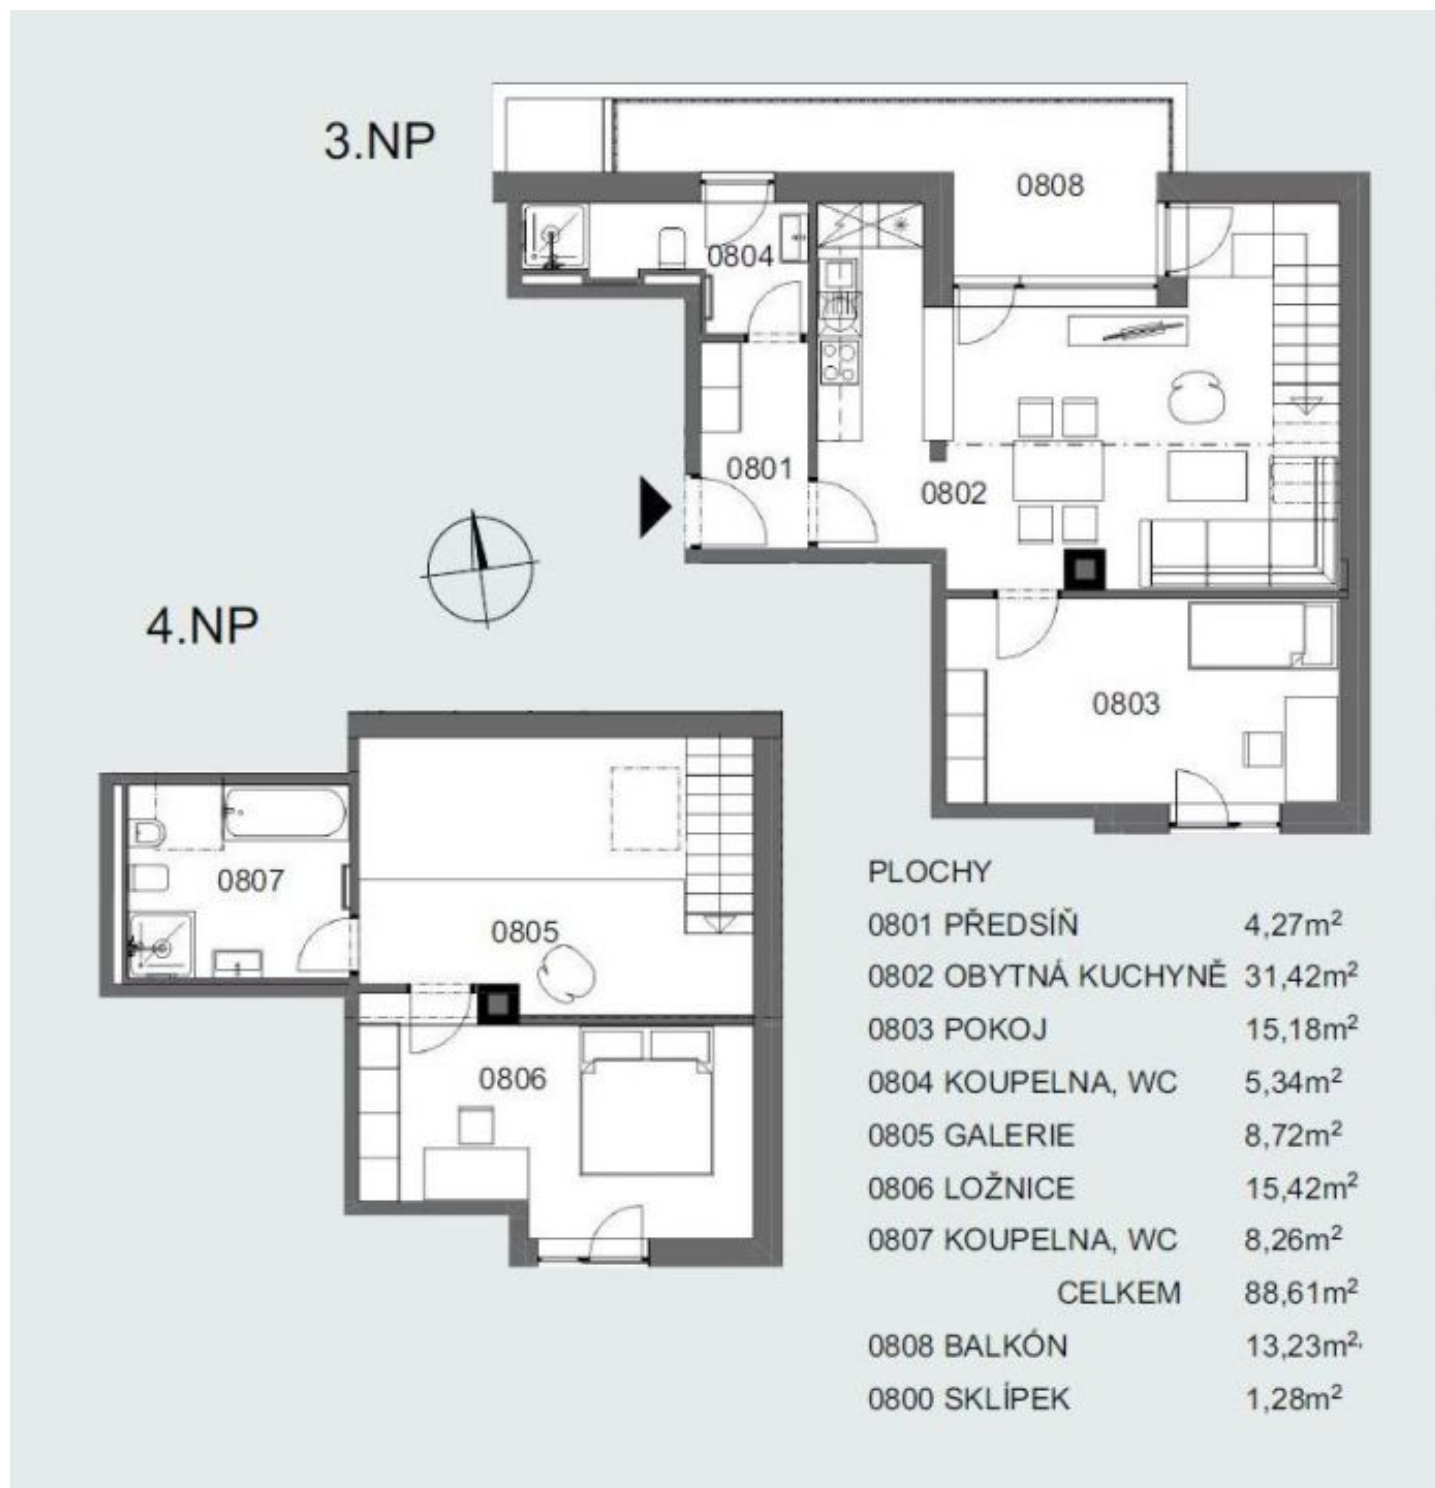 3.NP
0808
0804
0801
0802
4.NP
0803
0807
0805
0806
PLOCHY
0801 PŘEDSÍŇ 4,27m²
0802 OBYTNÁ KUCHYNĚ 31,42m²
0803 POKOJ 15,18m²
0804 KOUPELNA, WC 5,34m²
0805 GALERIE 8,72m²
0806 LOŽNICE 15,42m²
0807 KOUPELNA, WC 8,26m²
CELKEM 88,61m²
0808 BALKÓN 13,23m²,
0800 SKLÍPEK 1,28m²